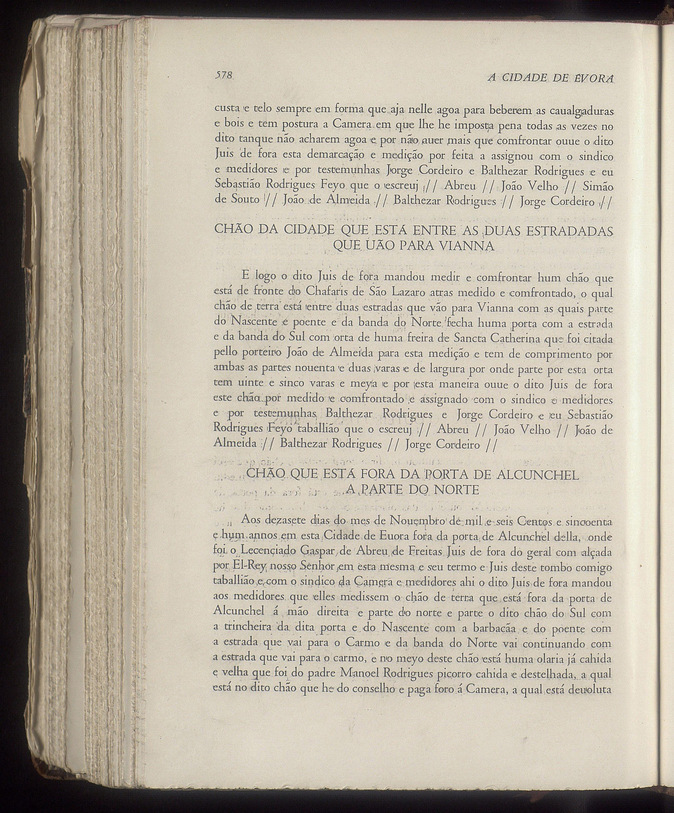 578
A CIDADE DE ÉVORA
custa e telo sempre em forma que aja nelle agoa para beberem as caualgaduras
e bois e tem postura a Camera em que lhe he imposta pena todas as vezes no
dito tanque não acharem agoa e por não auer mais que comfrontar ouue o dito
Juis de fora esta demarcação e medição por feita a assignou com o sindico
e medidores e por testemunhas Jorge Cordeiro e Balthezar Rodrigues e eu
Sebastião Rodrigues Feyo que o escreuj // Abreu // João Velho // Simão
de Souto // João de Almeida // Balthezar Rodrigues // Jorge Cordeiro //
CHÃO DA CIDADE QUE ESTÁ ENTRE AS DUAS ESTRADADAS
QUE UÃO PARA VIANNA
E logo o dito Juis de fora mandou medir e comfrontar hum chão que
está de fronte do Chafaris de São Lazaro atras medido e comfrontado, o qual
chão de terra está entre duas estradas que vão para Vianna com as quais parte
do Nascente e poente e da banda do Norte fecha huma porta com a estrada
e da banda do Sul com orta de huma freira de Sancta Catherina que foi citada
pello porteiro João de Almeida para esta medição e tem de comprimento por
ambas as partes nouenta e duas varas e de largura por onde parte por esta orta
tem uinte e sinco varas e meya e por esta maneira ouue o dito Juis de fora
este chão por medido e comfrontado e assignado com o sindico e medidores
e por testemunhas Balthezar Rodrigues e Jorge Cordeiro e eu Sebastião
Rodrigues Feyo taballião que o escreuj // Abreu // João Velho // João de
Almeida // Balthezar Rodrigues // Jorge Cordeiro //
CHÃO QUE ESTÁ FORA DA PORTA DE ALCUNCHEL
A PARTE DO NORTE
Aos dezasete dias do mes de Nouembro de mil e seis Centos e sincoenta
e hum annos em esta Cidade de Euora fora da porta de Alcunchel della, onde
foi o Lecenciado Gaspar de Abreu de Freitas Juis de fora do geral com alçada
por El-Rey nosso Senhor em esta mesma e seu termo e Juis deste tombo comigo
taballião e com o sindico da Camera e medidores ahi o dito Juis de fora mandou
aos medidores que elles medissem o chão de terra que está fora da porta de
Alcunchel á mão direita e parte do norte e parte o dito chão do Sul com
a trincheira da dita porta e do Nascente com a barbacãa e do poente com
a estrada que vai para o Carmo e da banda do Norte vai continuando com
a estrada que vai para o carmo, e no meyo deste chão está huma olaria já cahida
e velha que foi do padre Manoel Rodrigues picorro cahida e destelhada, a qual
está no dito chão que he do conselho e paga foro á Camera, a qual está deuoluta